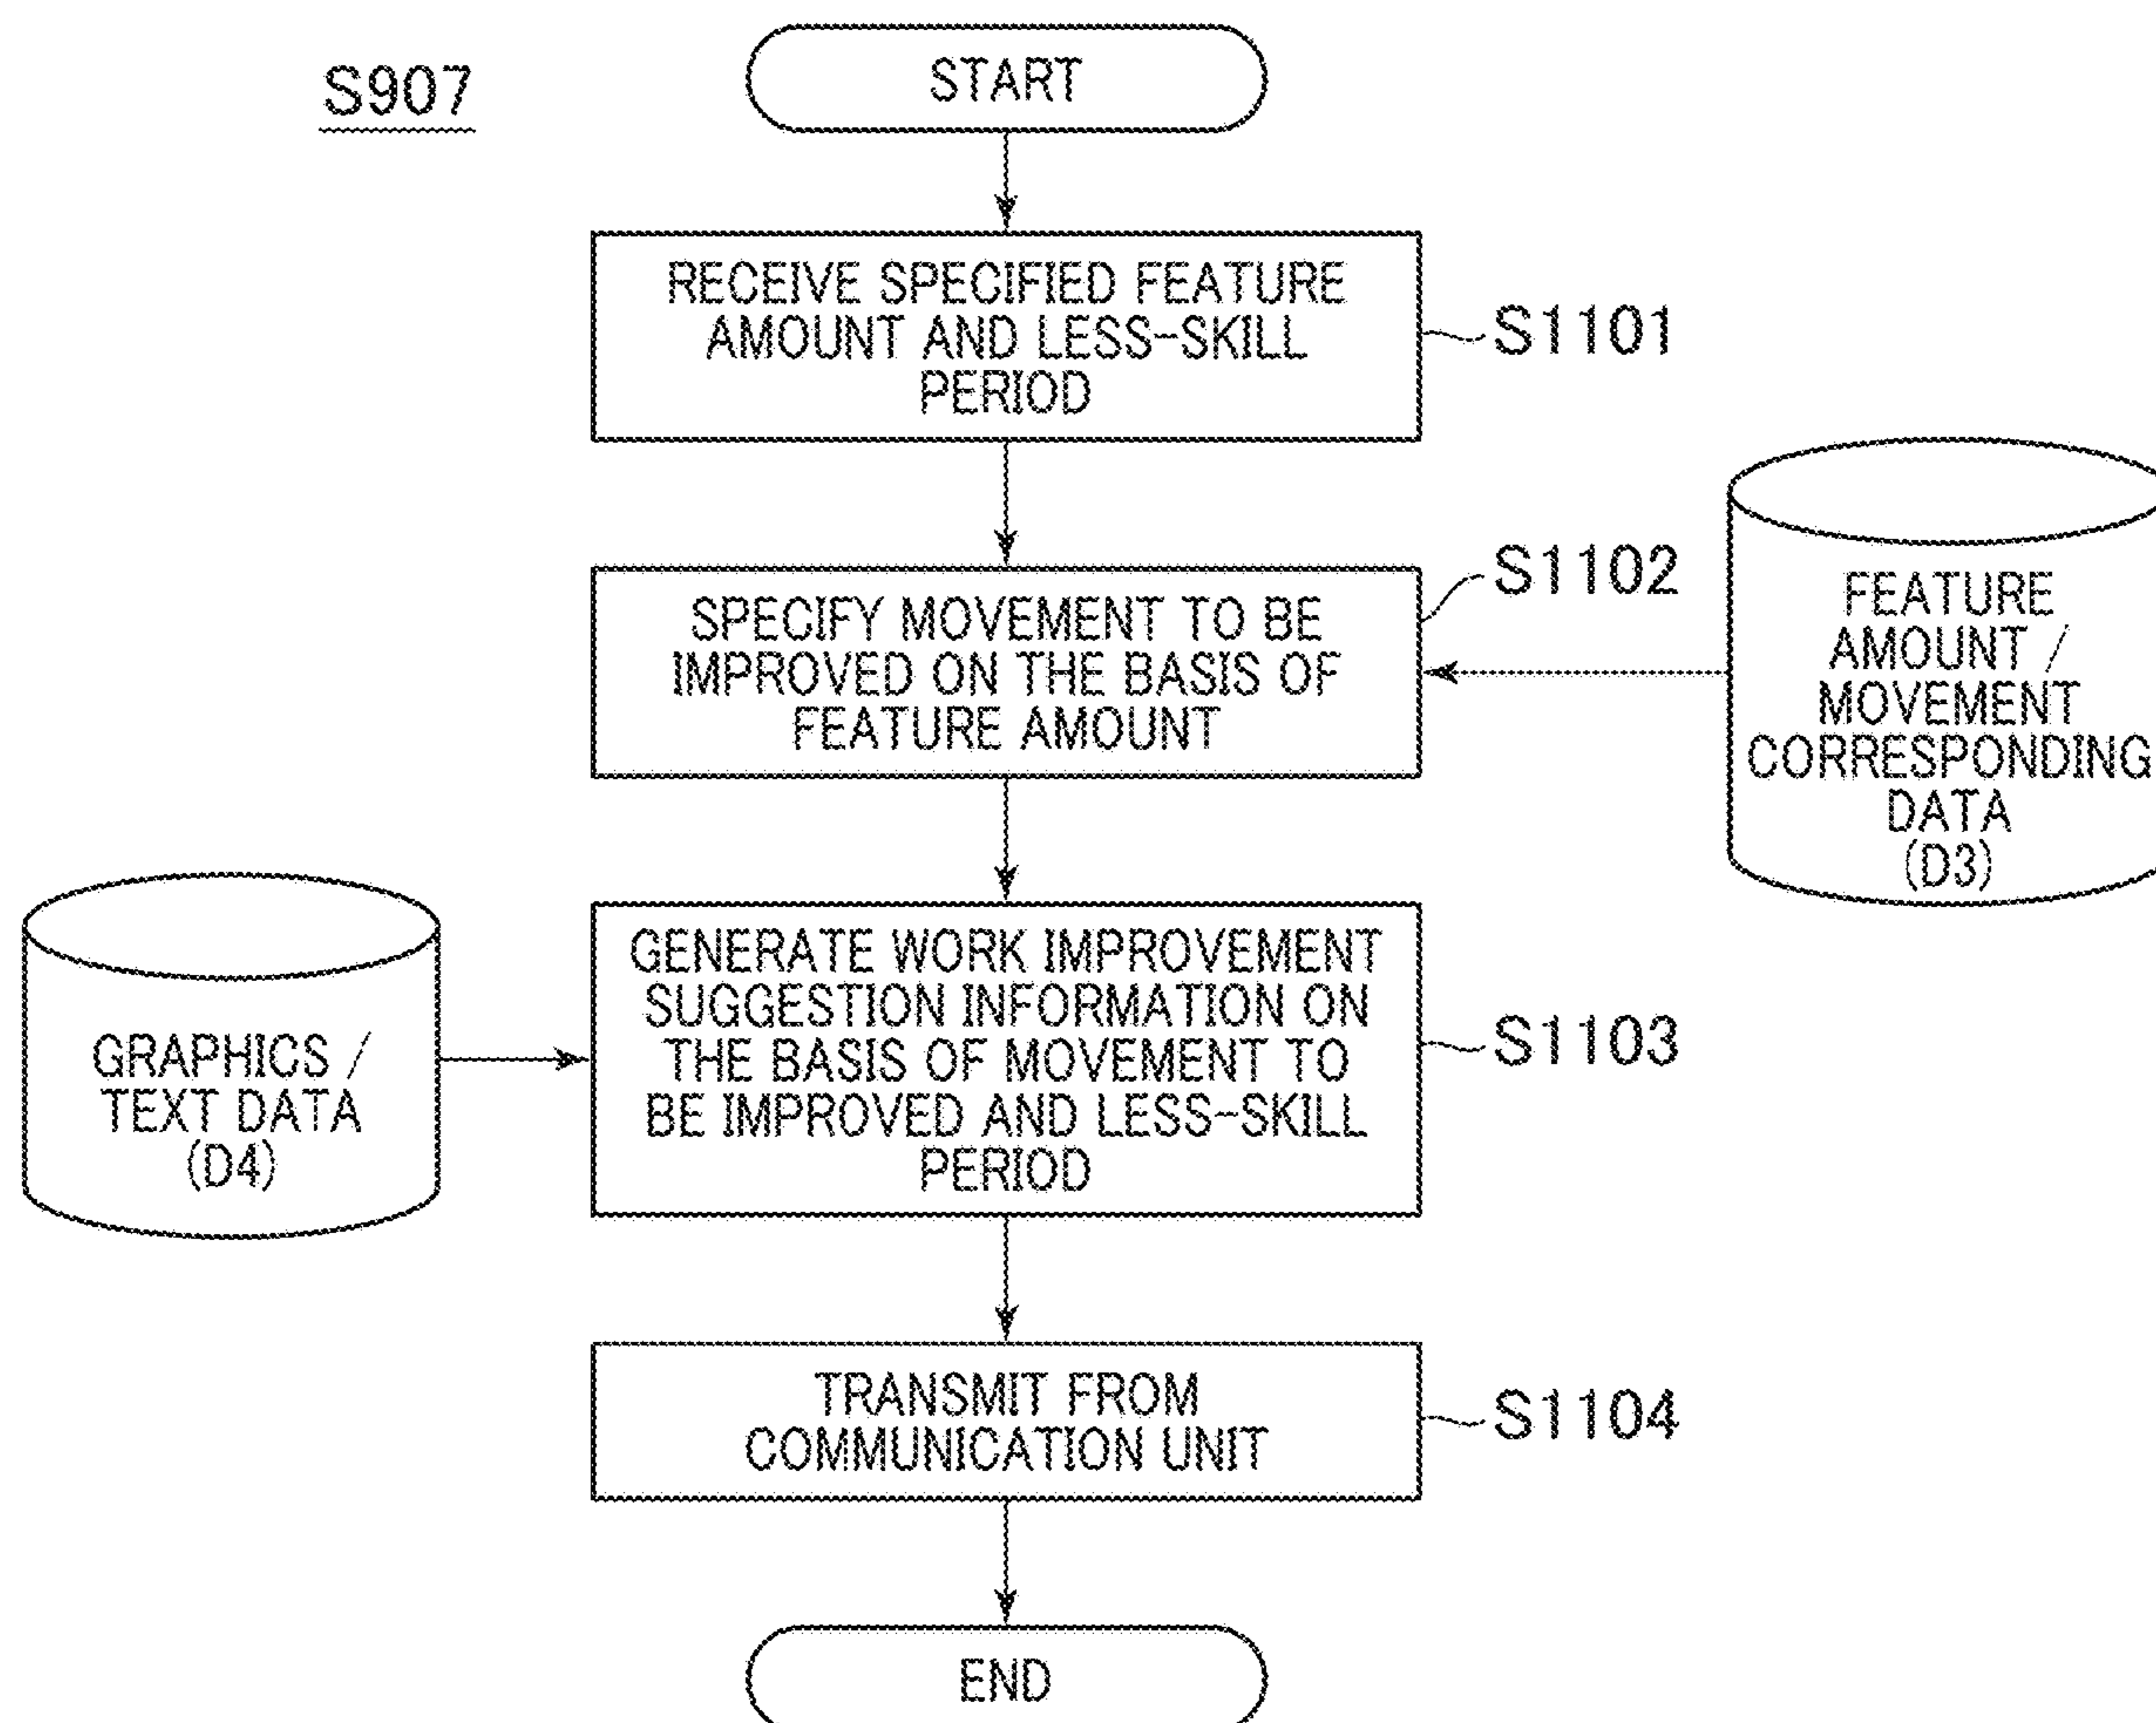 S907
START
RECEIVE SPECIFIED FEATURE
AMOUNT AND LESS-SKILL
PERIOD
S1101
SPECIFY MOVEMENT TO BE
IMPROVED ON THE BASIS OF
FEATURE AMOUNT
S1102
FEATURE
AMOUNT /
MOVEMENT
CORRESPONDING
DATA
(D3)
GRAPHICS /
TEXT DATA
(D4)
GENERATE WORK IMPROVEMENT
SUGGESTION INFORMATION ON
THE BASIS OF MOVEMENT TO
BE IMPROVED AND LESS-SKILL
PERIOD
S1103
TRANSMIT FROM
COMMUNICATION UNIT
S1104
END